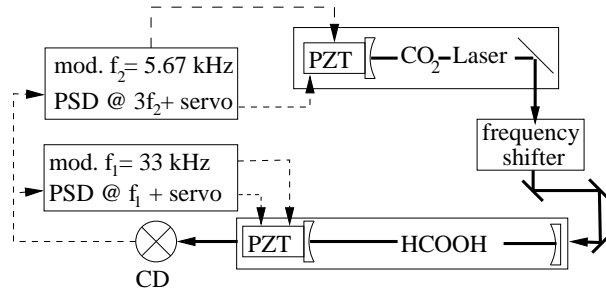 mod. f₂= 5.67 kHz
PSD @ 3f₂+ servo
PZT
CO₂–Laser
frequency
shifter
mod. f₁= 33 kHz
PSD @ f₁ + servo
PZT
HCOOH
CD